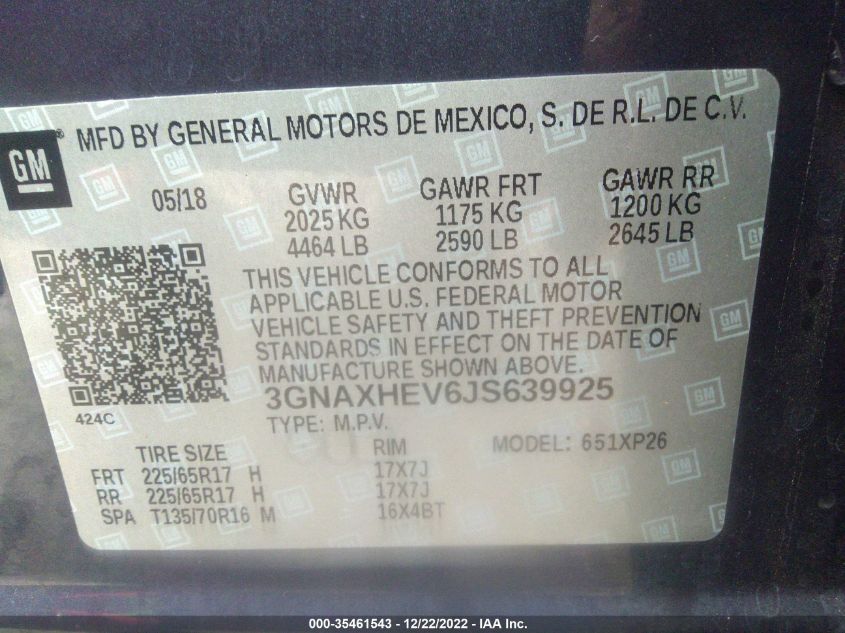 GM® MFD BY GENERAL MOTORS DE MEXICO, S. DE R.L. DE C.V.
05/18 GVWR GAWR FRT GAWR RR
2025 KG 1175 KG 1200 KG
4464 LB 2590 LB 2645 LB
THIS VEHICLE CONFORMS TO ALL
APPLICABLE U.S. FEDERAL MOTOR
VEHICLE SAFETY AND THEFT PREVENTION
STANDARDS IN EFFECT ON THE DATE OF
MANUFACTURE SHOWN ABOVE.
3GNAXHEV6JS639925
424C
TYPE: M.P.V.
TIRE SIZE RIM MODEL: 651XP26
FRT 225/65R17 H 17X7J
RR 225/65R17 H 17X7J
SPA T135/70R16 M 16X4BT
000-35461543 - 12/22/2022 - IAA Inc.